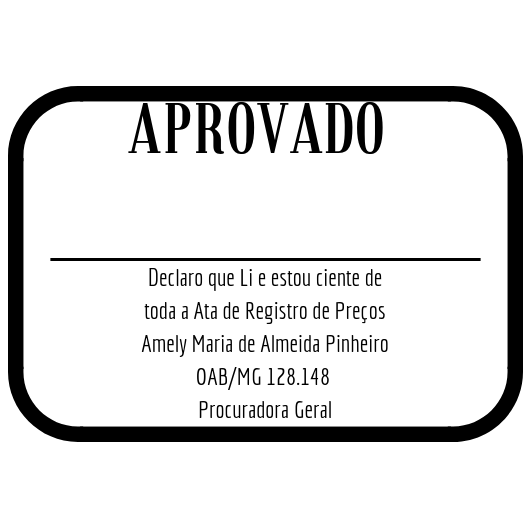 APROVADO
Declaro que Li e estou ciente de
toda a Ata de Registro de Preços
Amely Maria de Almeida Pinheiro
OAB/MG 128.148
Procuradora Geral